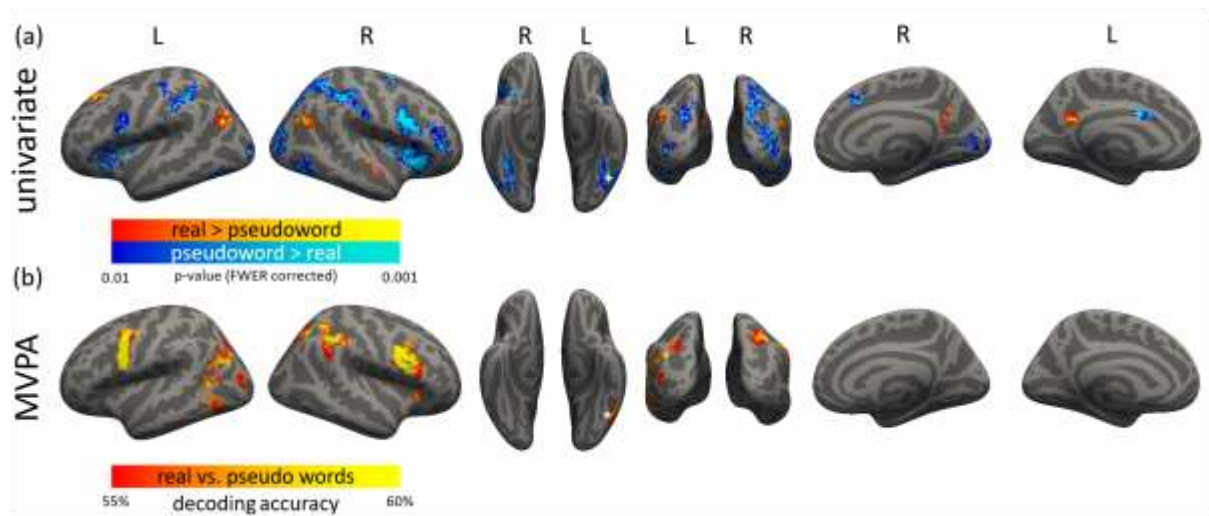 (a) L R R L L R R L
univariate
real > pseudoword
pseudoword > real
0.01 p-value (FWER corrected) 0.001
(b)
MVPA
real vs. pseudo words
55% decoding accuracy 60%